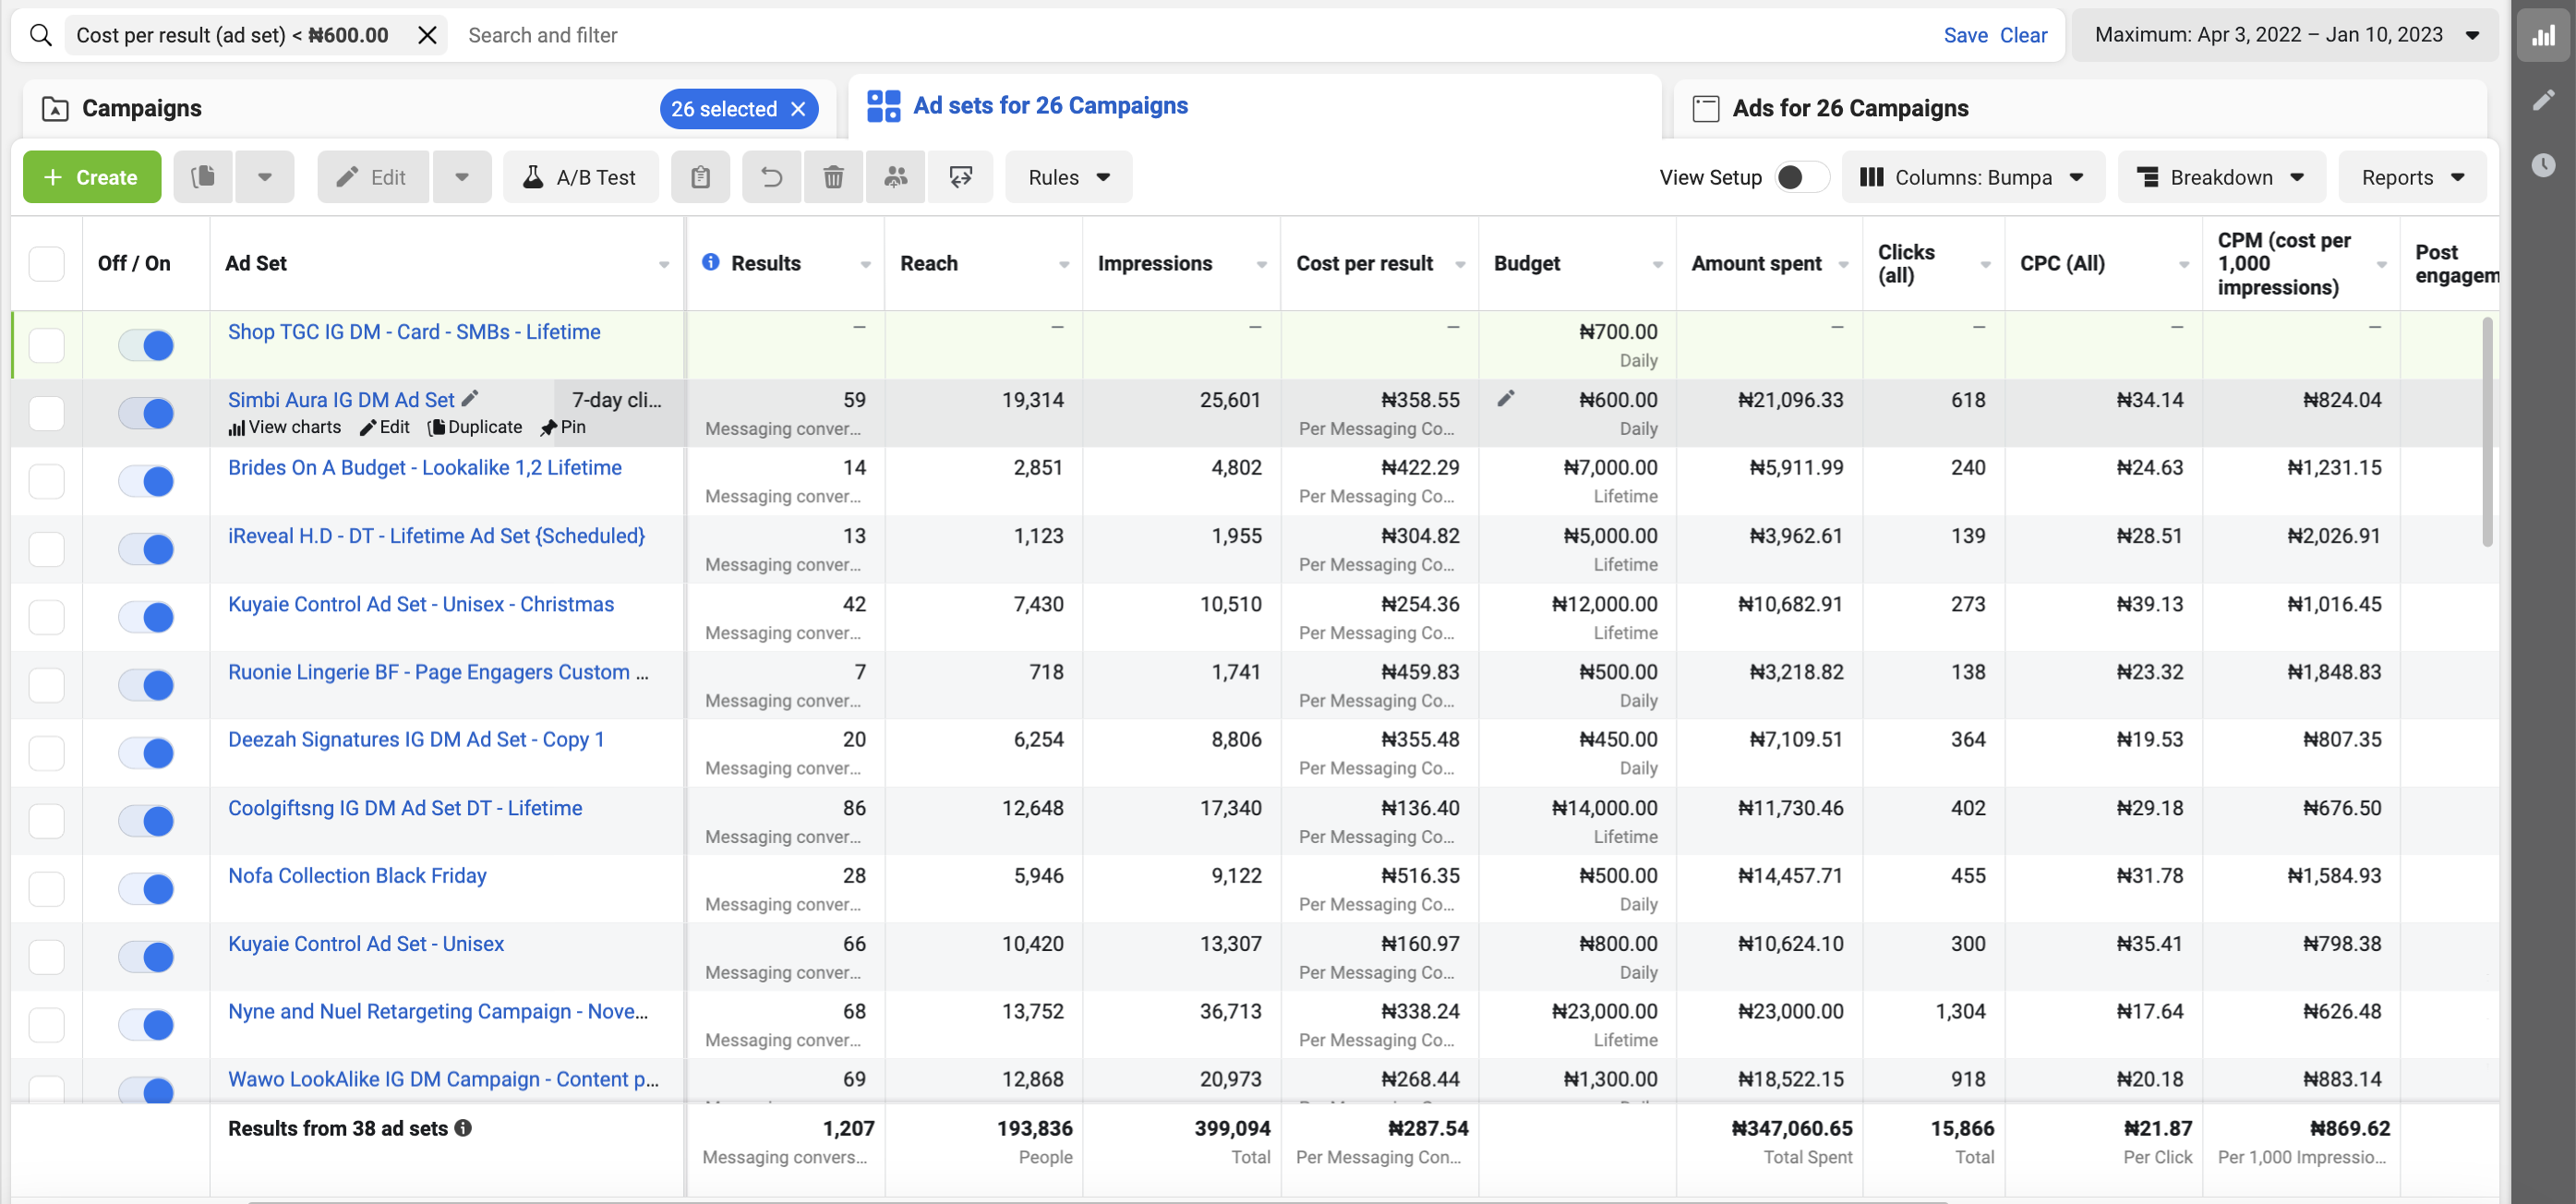 Cost per result (ad set) < ₦600.00
Search and filter
Save Clear
Maximum: Apr 3, 2022 – Jan 10, 2023
Campaigns
26 selected
Ad sets for 26 Campaigns
Ads for 26 Campaigns
+ Create
Edit
A/B Test
Rules
View Setup
Columns: Bumpa
Breakdown
Reports
Off / On
Ad Set
Results
Reach
Impressions
Cost per result
Budget
Amount spent
Clicks (all)
CPC (All)
CPM (cost per 1,000 impressions)
Post engagem
Shop TGC IG DM - Card - SMBs - Lifetime – – – – ₦700.00 – – – –
Daily
Simbi Aura IG DM Ad Set 7-day cli... 59 19,314 25,601 ₦358.55 ₦600.00 ₦21,096.33 618 ₦34.14 ₦824.04
View charts Edit Duplicate Pin Messaging conver... Per Messaging Co... Daily
Brides On A Budget - Lookalike 1,2 Lifetime 14 2,851 4,802 ₦422.29 ₦7,000.00 ₦5,911.99 240 ₦24.63 ₦1,231.15
Messaging conver... Per Messaging Co... Lifetime
iReveal H.D - DT - Lifetime Ad Set {Scheduled} 13 1,123 1,955 ₦304.82 ₦5,000.00 ₦3,962.61 139 ₦28.51 ₦2,026.91
Messaging conver... Per Messaging Co... Lifetime
Kuyaie Control Ad Set - Unisex - Christmas 42 7,430 10,510 ₦254.36 ₦12,000.00 ₦10,682.91 273 ₦39.13 ₦1,016.45
Messaging conver... Per Messaging Co... Lifetime
Ruonie Lingerie BF - Page Engagers Custom ... 7 718 1,741 ₦459.83 ₦500.00 ₦3,218.82 138 ₦23.32 ₦1,848.83
Messaging conver... Per Messaging Co... Daily
Deezah Signatures IG DM Ad Set - Copy 1 20 6,254 8,806 ₦355.48 ₦450.00 ₦7,109.51 364 ₦19.53 ₦807.35
Messaging conver... Per Messaging Co... Daily
Coolgiftsng IG DM Ad Set DT - Lifetime 86 12,648 17,340 ₦136.40 ₦14,000.00 ₦11,730.46 402 ₦29.18 ₦676.50
Messaging conver... Per Messaging Co... Lifetime
Nofa Collection Black Friday 28 5,946 9,122 ₦516.35 ₦500.00 ₦14,457.71 455 ₦31.78 ₦1,584.93
Messaging conver... Per Messaging Co... Daily
Kuyaie Control Ad Set - Unisex 66 10,420 13,307 ₦160.97 ₦800.00 ₦10,624.10 300 ₦35.41 ₦798.38
Messaging conver... Per Messaging Co... Daily
Nyne and Nuel Retargeting Campaign - Nove... 68 13,752 36,713 ₦338.24 ₦23,000.00 ₦23,000.00 1,304 ₦17.64 ₦626.48
Messaging conver... Per Messaging Co... Lifetime
Wawo LookAlike IG DM Campaign - Content p... 69 12,868 20,973 ₦268.44 ₦1,300.00 ₦18,522.15 918 ₦20.18 ₦883.14
Results from 38 ad sets 1,207 193,836 399,094 ₦287.54 ₦347,060.65 15,866 ₦21.87 ₦869.62
Messaging convers... People Total Per Messaging Con... Total Spent Total Per Click Per 1,000 Impressio...